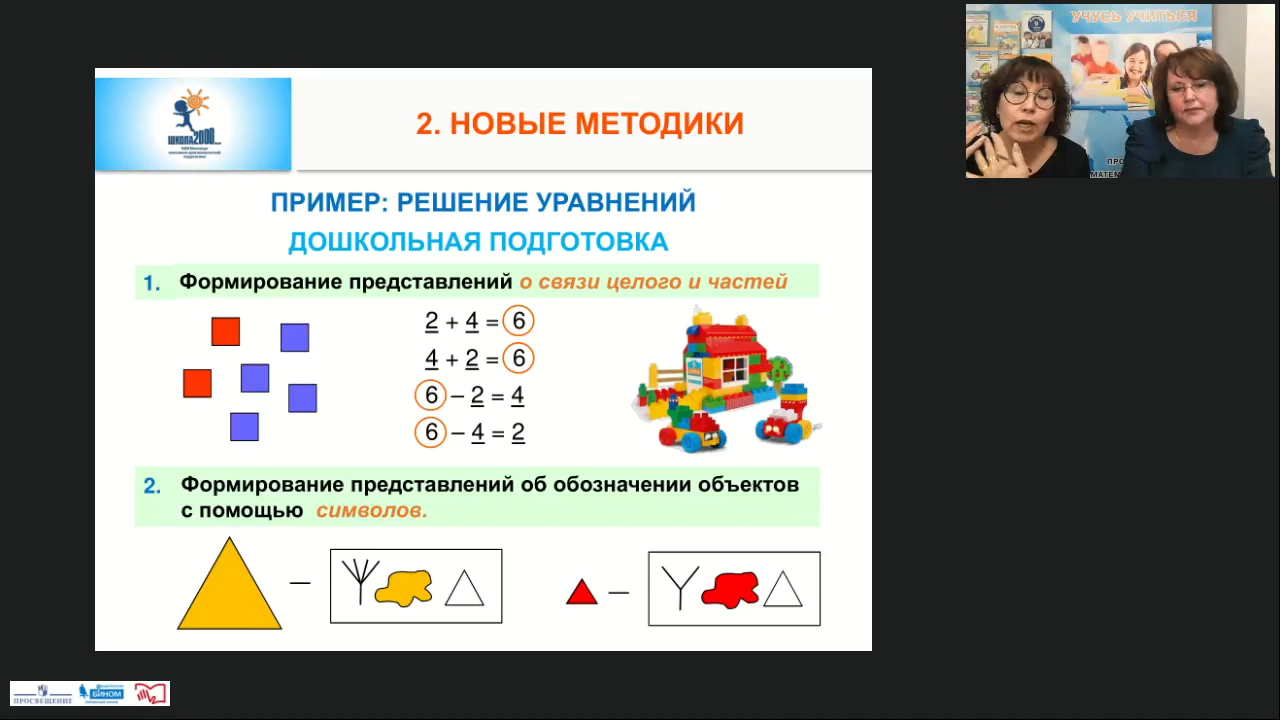 УЧУСЬ УЧИТЬСЯ
ШКОЛА2000...
2. НОВЫЕ МЕТОДИКИ
ПРИМЕР: РЕШЕНИЕ УРАВНЕНИЙ
ДОШКОЛЬНАЯ ПОДГОТОВКА
1. Формирование представлений о связи целого и частей
2 + 4 = 6
4 + 2 = 6
6 – 2 = 4
6 – 4 = 2
2. Формирование представлений об обозначении объектов
с помощью символов.
ПРОСВЕЩЕНИЕ
БИНОМ